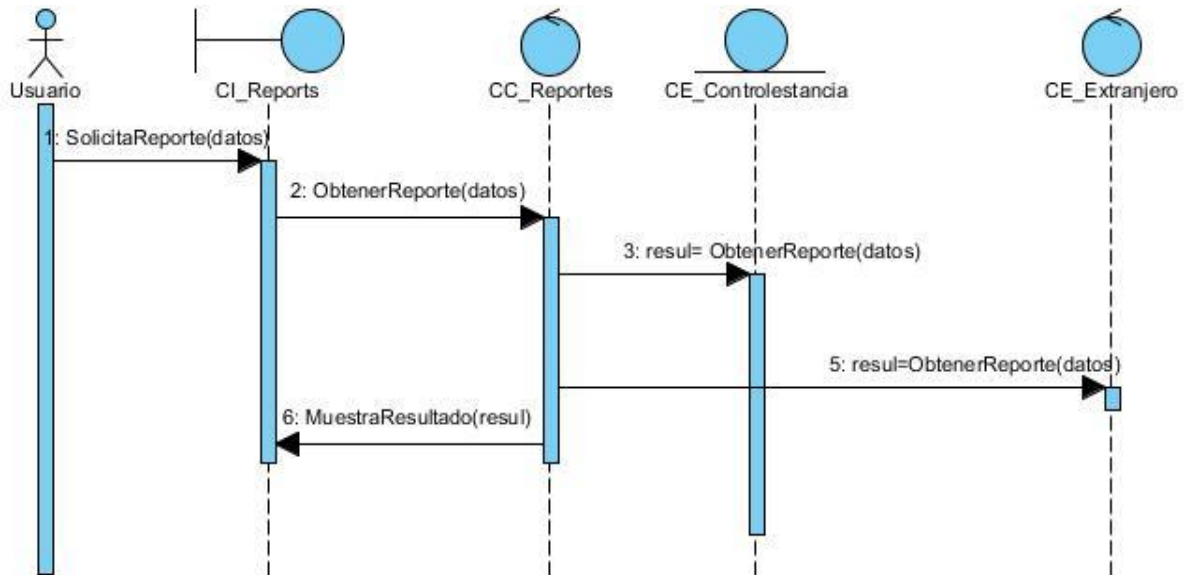 Usuario
CI_Reports
CC_Reportes
CE_Controlestancia
CE_Extranjero
1: SolicitaReporte(datos)
2: ObtenerReporte(datos)
3: resul= ObtenerReporte(datos)
5: resul=ObtenerReporte(datos)
6: MuestraResultado(resul)